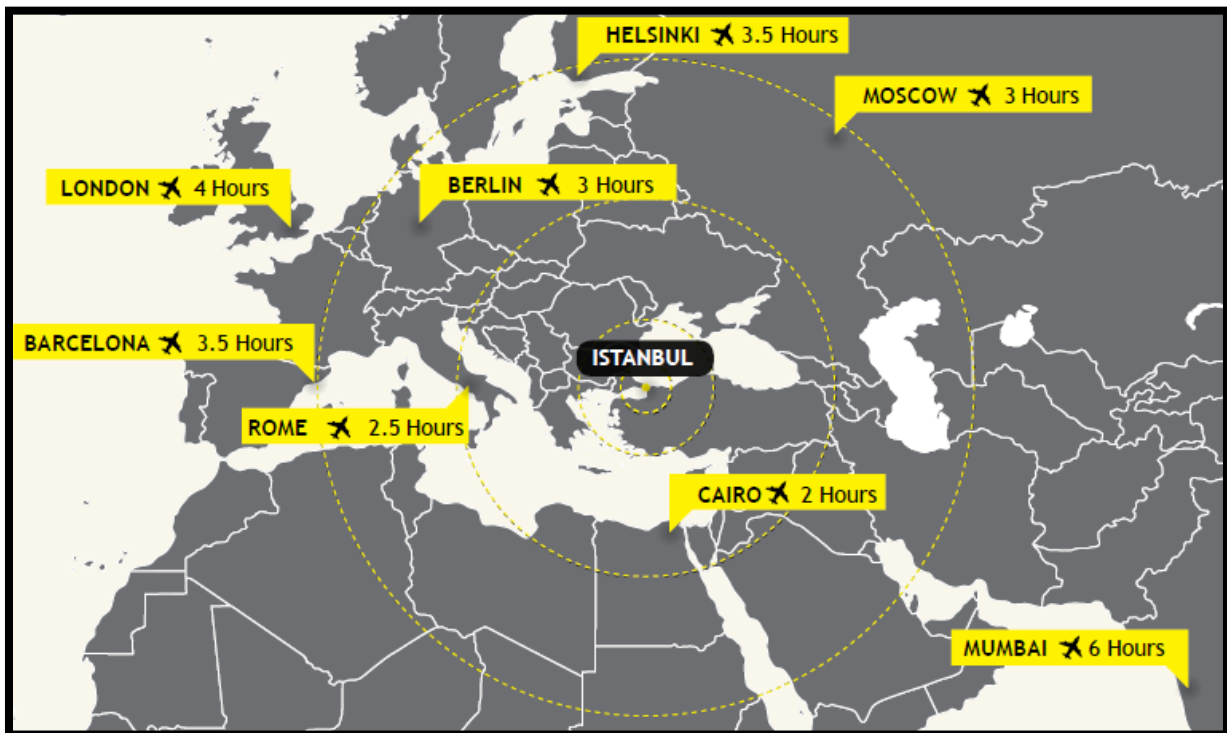 HELSINKI 3.5 Hours
MOSCOW 3 Hours
LONDON 4 Hours
BERLIN 3 Hours
BARCELONA 3.5 Hours
ISTANBUL
ROME 2.5 Hours
CAIRO 2 Hours
MUMBAI 6 Hours